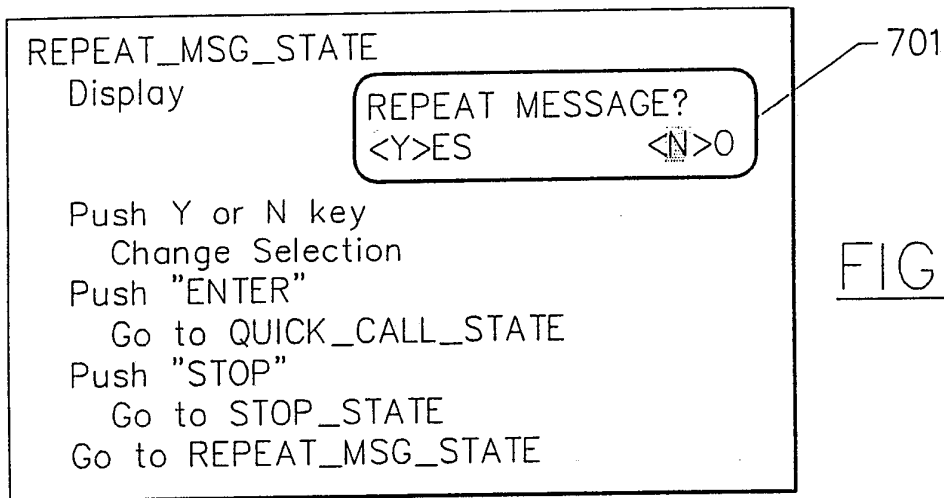 REPEAT_MSG_STATE
701
Display
REPEAT MESSAGE?
<Y>ES <N>O
Push Y or N key
Change Selection
Push "ENTER"
Go to QUICK_CALL_STATE
Push "STOP"
Go to STOP_STATE
Go to REPEAT_MSG_STATE
FIG